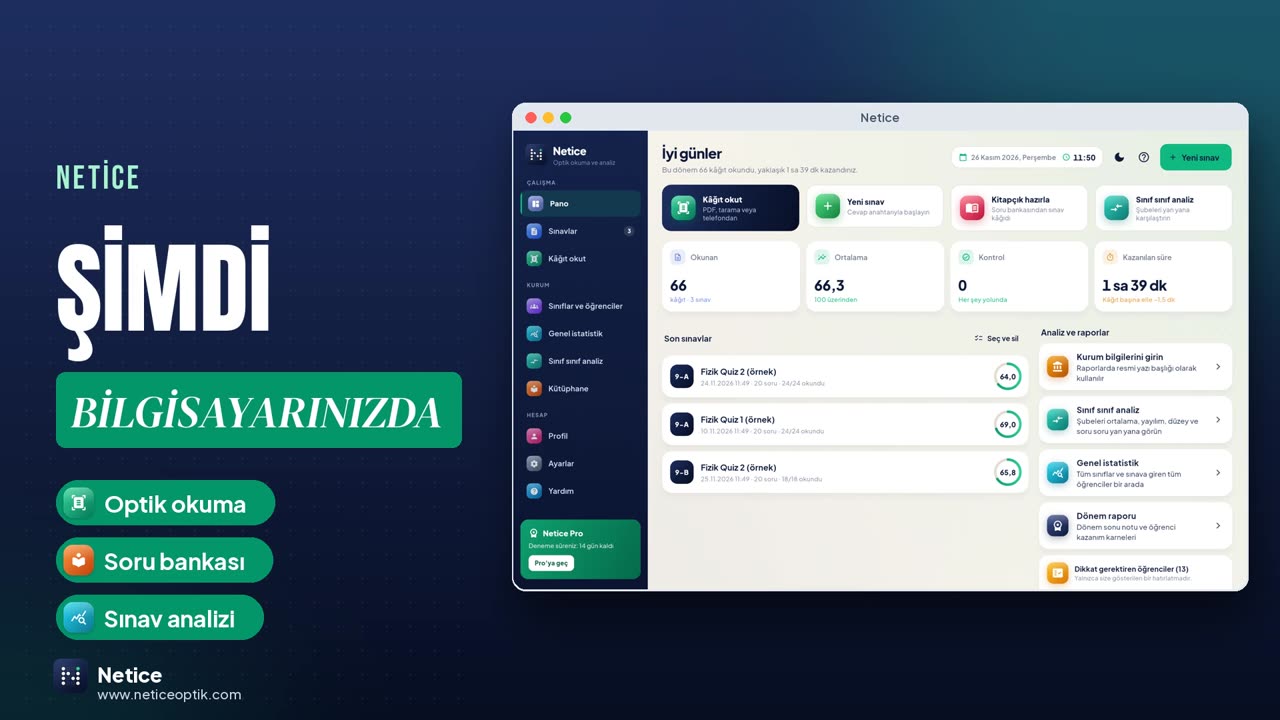 NETİCE
ŞİMDİ
BİLGİSAYARINIZDA
Optik okuma
Soru bankası
Sınav analizi
Netice
www.neticeoptik.com
Netice
Netice
Optik okuma ve analiz
ÇALIŞMA
Pano
Sınavlar
3
Kâğıt okut
KURUM
Sınıflar ve öğrenciler
Genel istatistik
Sınıf sınıf analiz
Kütüphane
HESAP
Profil
Ayarlar
Yardım
Netice Pro
Deneme süreniz: 14 gün kaldı
Pro'ya geç
İyi günler
Bu dönem 66 kâğıt okundu, yaklaşık 1 sa 39 dk kazandınız.
26 Kasım 2026, Perşembe
11:50
+ Yeni sınav
Kâğıt okut
PDF, tarama veya
telefondan
Yeni sınav
Cevap anahtarıyla başlayın
Kitapçık hazırla
Soru bankasından sınav
kâğıdı
Sınıf sınıf analiz
Şubeleri yan yana
karşılaştırın
Okunan
66
kâğıt · 3 sınav
Ortalama
66,3
100 üzerinden
Kontrol
0
Her şey yolunda
Kazanılan süre
1 sa 39 dk
Kâğıt başına elle ~1.5 dk
Son sınavlar
Seç ve sil
9-A
Fizik Quiz 2 (örnek)
24.11.2026 11:49 · 20 soru · 24/24 okundu
64,0
9-A
Fizik Quiz 1 (örnek)
10.11.2026 11:49 · 20 soru · 24/24 okundu
69,0
9-B
Fizik Quiz 2 (örnek)
25.11.2026 11:49 · 20 soru · 18/18 okundu
65,8
Analiz ve raporlar
Kurum bilgilerini girin
Raporlarda resmi yazı başlığı olarak
kullanılır
Sınıf sınıf analiz
Şubeleri ortalama, yayılım, düzey ve
soru soru yan yana görün
Genel istatistik
Tüm sınıflar ve sınava giren tüm
öğrenciler bir arada
Dönem raporu
Dönem sonu notu ve öğrenci
kazanım karneleri
Dikkat gerektiren öğrenciler (13)
Yalnızca size gösterilen bir hatırlatmadır.